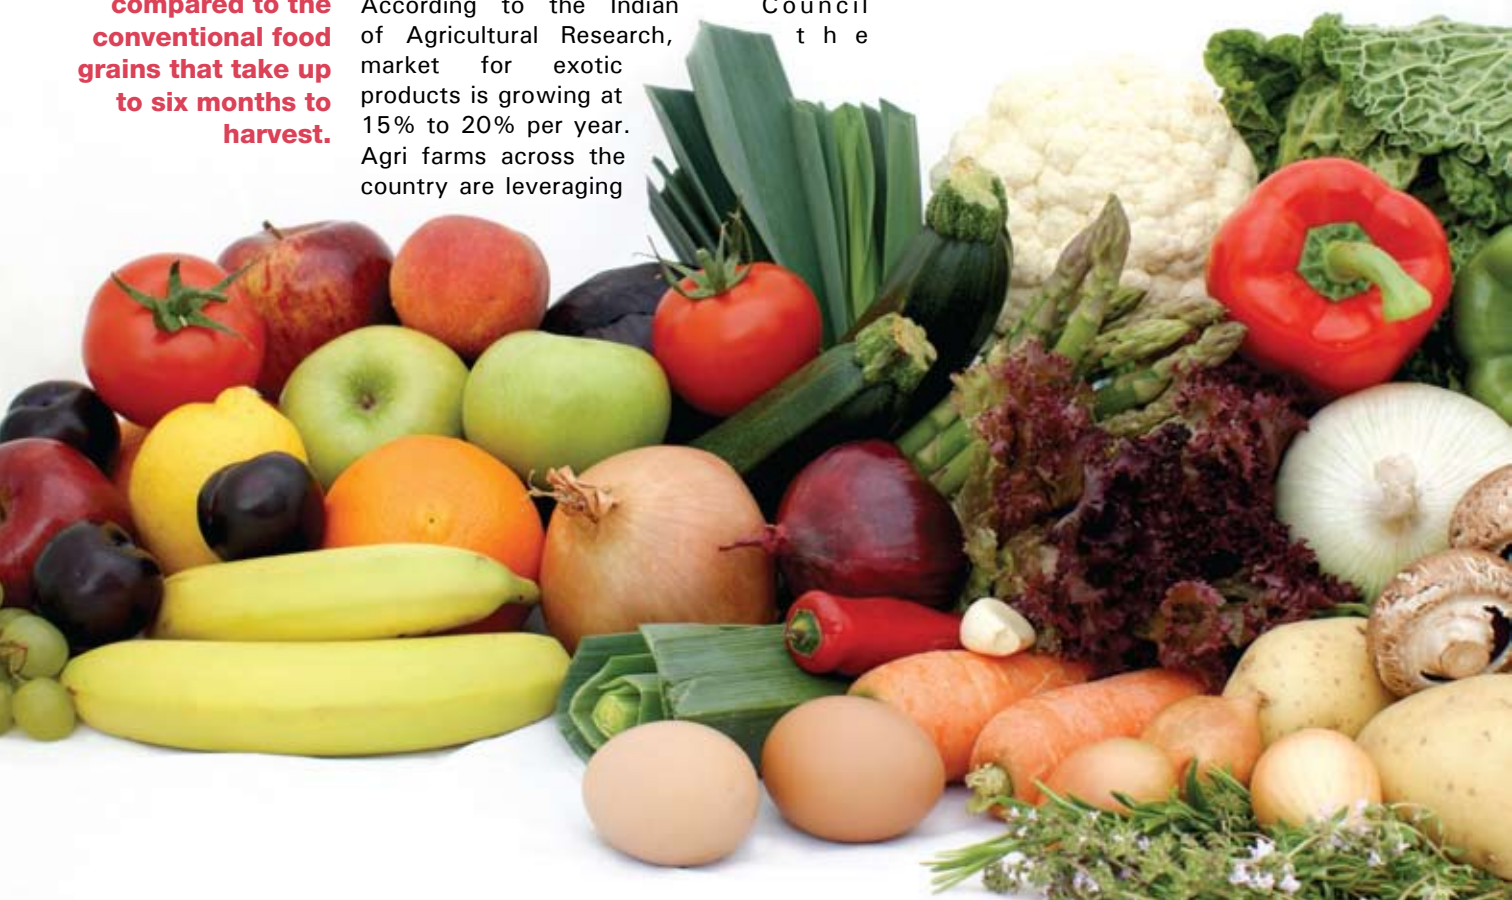 compared to the
conventional food
grains that take up
to six months to
harvest.
According to the Indian Council
of Agricultural Research, the
market for exotic
products is growing at
15% to 20% per year.
Agri farms across the
country are leveraging